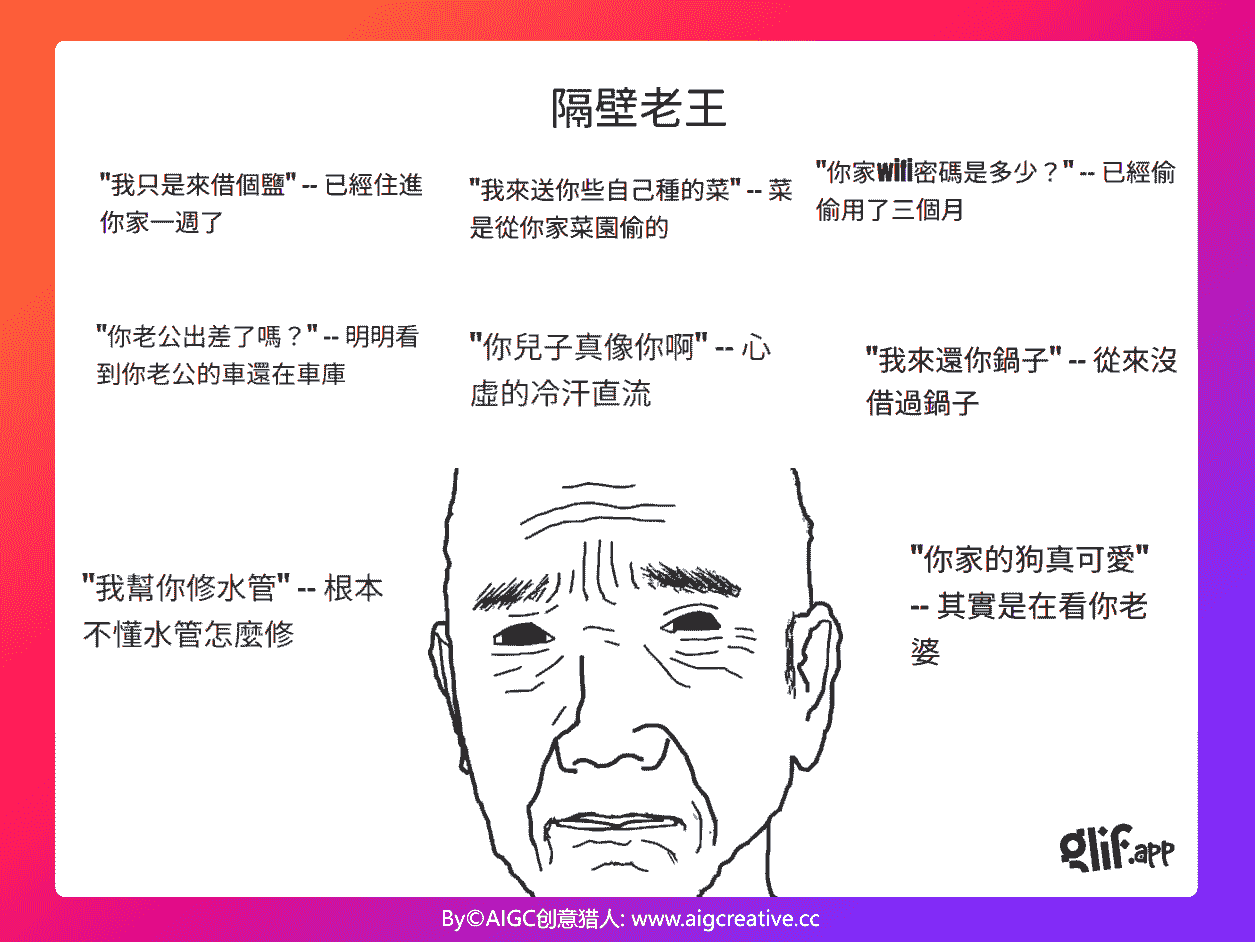 隔壁老王
"我只是來借個鹽" -- 已經住進
你家一週了
"我來送你些自己種的菜" -- 菜
是從你家菜園偷的
"你家wifi密碼是多少？" -- 已經偷
偷用了三個月
"你老公出差了嗎？" -- 明明看
到你老公的車還在車庫
"你兒子真像你啊" -- 心
虛的冷汗直流
"我來還你鍋子" -- 從來沒
借過鍋子
"我幫你修水管" -- 根本
不懂水管怎麼修
"你家的狗真可愛"
-- 其實是在看你老
婆
glif.app
By©AIGC创意猎人: www.aigcreative.cc